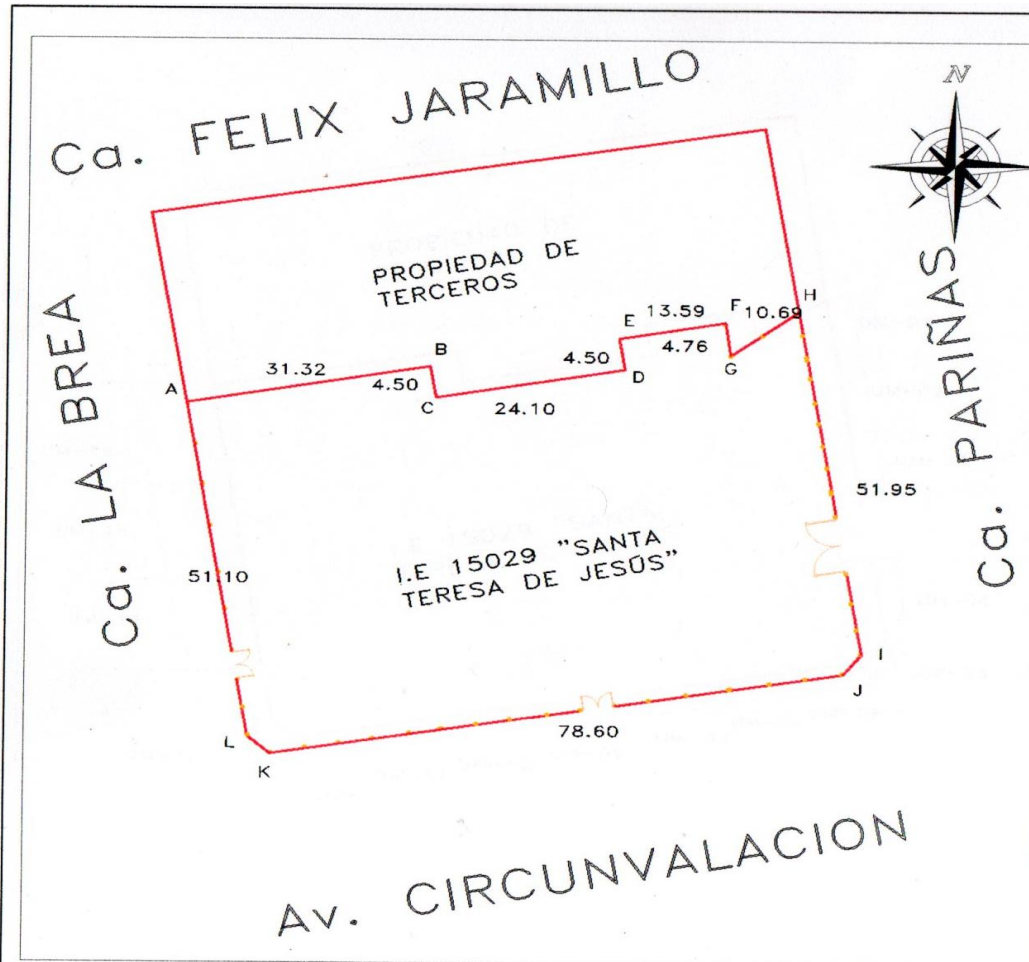 Ca. FELIX JARAMILLO
N
PROPIEDAD DE
TERCEROS
Ca. LA BREA
Ca. PARIÑAS
H
F
10.69
13.59
E
B
4.76
G
4.50
D
31.32
A
4.50
C
24.10
51.95
I.E 15029 "SANTA
TERESA DE JESÚS"
51.10
I
J
78.60
L
K
Av. CIRCUNVALACION